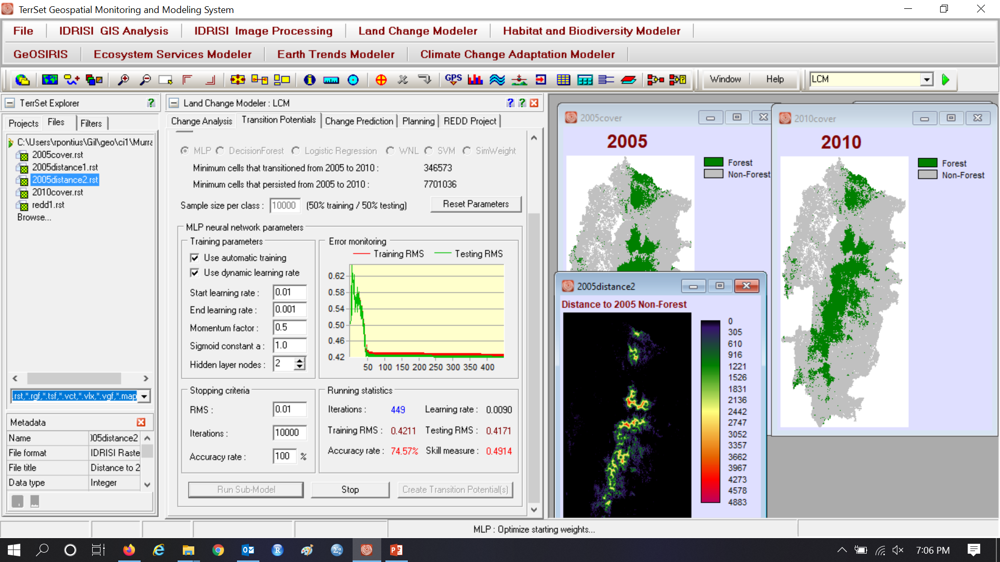 TerrSet Geospatial Monitoring and Modeling System
File IDRISI GIS Analysis IDRISI Image Processing Land Change Modeler Habitat and Biodiversity Modeler
GeOSIRIS Ecosystem Services Modeler Earth Trends Modeler Climate Change Adaptation Modeler
GPS Window Help LCM
TerrSet Explorer ?
Projects Files Filters
C:\Users\rpontius\Gil\geo\ci1\Murra
2005cover.rst
2005distance1.rst
2005distance2.rst
2010cover.rst
redd1.rst
Browse...
.rst,*.rgf,*.tsf,*.vct,*.vlx,*.vgf,*.map
Metadata
Name 005distance2
File format IDRISI Raste
File title Distance to 2
Data type Integer
Land Change Modeler : LCM ? ?
Change Analysis Transition Potentials Change Prediction Planning REDD Project
MLP DecisionForest Logistic Regression WNL SVM SimWeight
Minimum cells that transitioned from 2005 to 2010 : 346573
Minimum cells that persisted from 2005 to 2010 : 7701036
Sample size per class : 10000 (50% training / 50% testing) Reset Parameters
MLP neural network parameters
Training parameters
Use automatic training
Use dynamic learning rate
Start learning rate : 0.01
End learning rate : 0.001
Momentum factor : 0.5
Sigmoid constant a : 1.0
Hidden layer nodes : 2
Error monitoring
Training RMS Testing RMS
0.62
0.58
0.54
0.50
0.46
0.42
50 100 150 200 250 300 350 400
Stopping criteria
RMS : 0.01
Iterations : 10000
Accuracy rate : 100 %
Running statistics
Iterations : 449 Learning rate : 0.0090
Training RMS : 0.4211 Testing RMS : 0.4171
Accuracy rate : 74.57% Skill measure : 0.4914
Run Sub-Model Stop Create Transition Potential(s)
2005cover
2005
Forest
Non-Forest
2010cover
2010
Forest
Non-Forest
2005distance2
Distance to 2005 Non-Forest
0
305
610
916
1221
1526
1831
2136
2442
2747
3052
3357
3662
3967
4273
4578
4883
MLP : Optimize starting weights...
7:06 PM